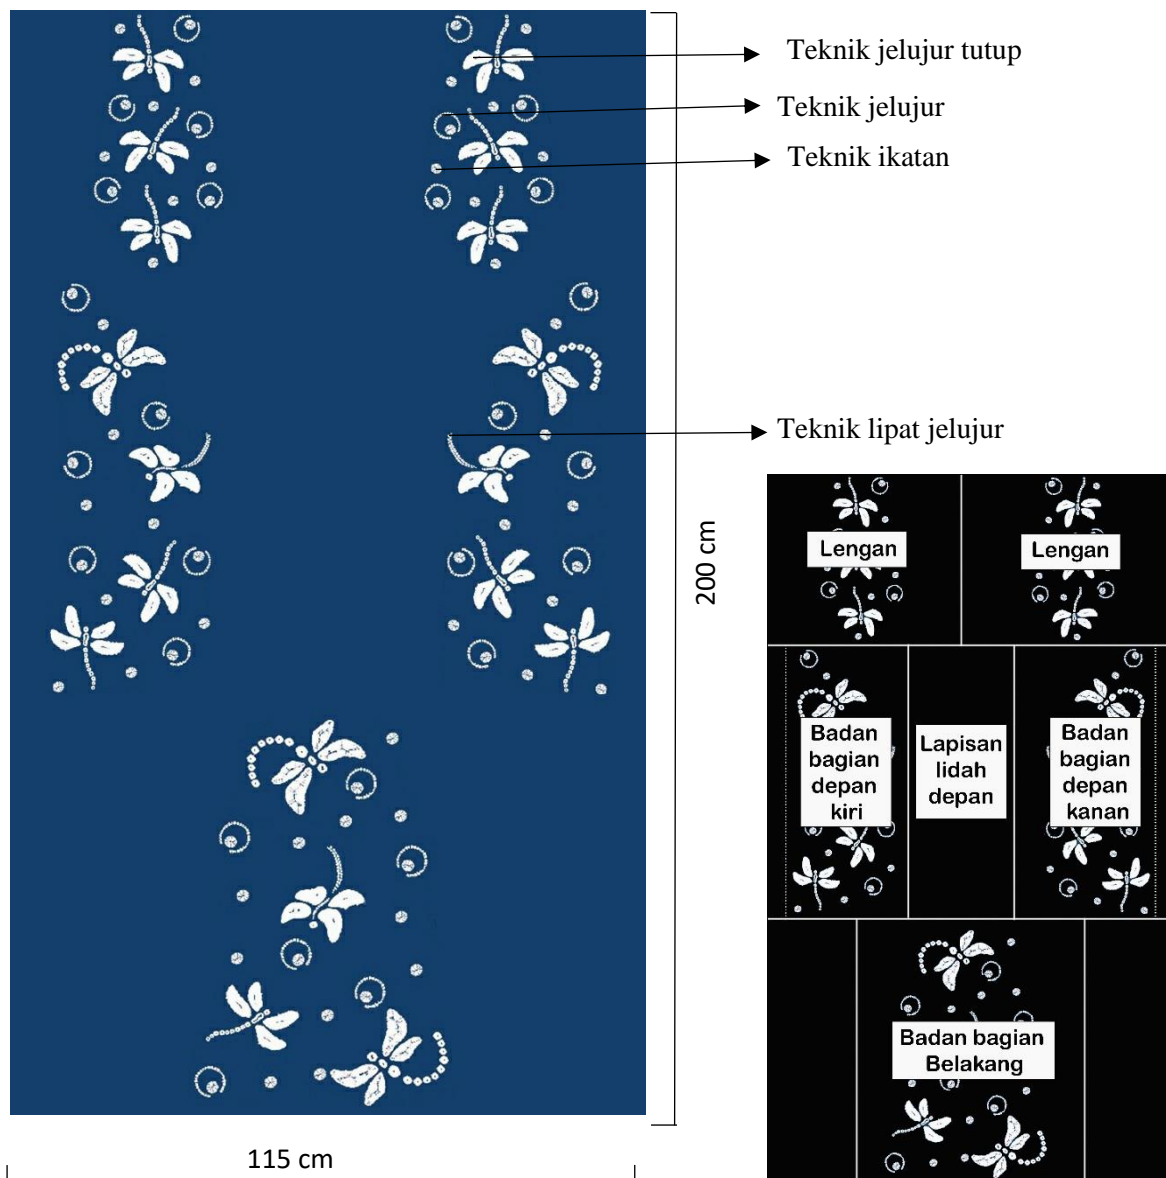 Teknik jelujur tutup
Teknik jelujur
Teknik ikatan
Teknik lipat jelujur
200 cm
115 cm
Lengan
Lengan
Badan
bagian
depan
kiri
Lapisan
lidah
depan
Badan
bagian
depan
kanan
Badan bagian
Belakang